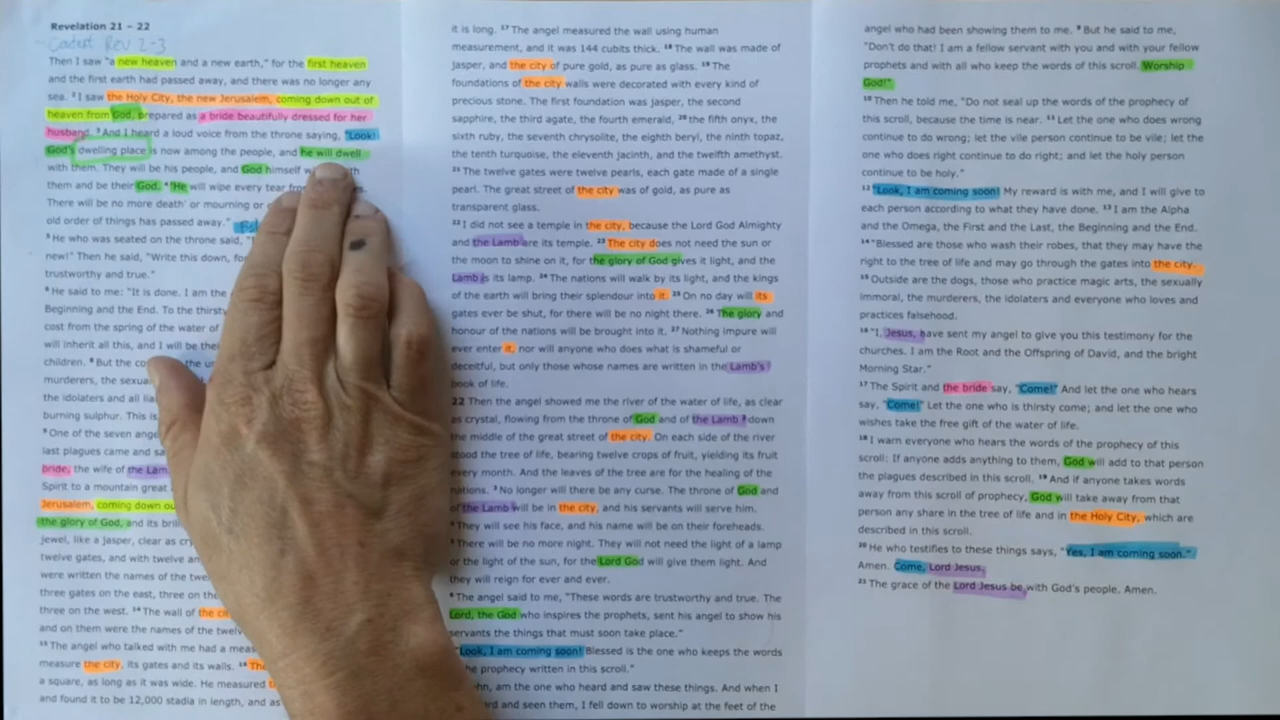 Revelation 21 – 22
Context Rev 2-3
Then I saw "a new heaven and a new earth," for the first heaven
and the first earth had passed away, and there was no longer any
sea. 2 I saw the Holy City, the new Jerusalem, coming down out of
heaven from God, prepared as a bride beautifully dressed for her
husband. 3 And I heard a loud voice from the throne saying, "Look!
God's dwelling place is now among the people, and he will dwell
with them. They will be his people, and God himself
them and be their God. 4 'He will wipe every tear
There will be no more death' or mourning or
old order of things has passed away."
5 He who was seated on the throne said,
new!" Then he said, "Write this down, for
trustworthy and true."
6 He said to me: "It is done. I am the
Beginning and the End. To the thirsty
cost from the spring of the water of
will inherit all this, and I will be
children. 8 But the
murderers, the
the idolaters and all
burning sulphur. This is
9 One of the seven
last plagues came and
bride, the wife of the Lam
Spirit to a mountain great
Jerusalem, coming down ou
the glory of God, and its
jewel, like a jasper, clear as
twelve gates, and with twelve
were written the names of the
three gates on the east, three on the
three on the west. 14 The wall of the
and on them were the names of the
15 The angel who talked with me had a
measure the city, its gates and its walls. 16
a square, as long as it was wide. He measured
and found it to be 12,000 stadia in length, and as
it is long. 17 The angel measured the wall using human
measurement, and it was 144 cubits thick. 18 The wall was made of
jasper, and the city of pure gold, as pure as glass. 19 The
foundations of the city walls were decorated with every kind of
precious stone. The first foundation was jasper, the second
sapphire, the third agate, the fourth emerald, 20 the fifth onyx, the
sixth ruby, the seventh chrysolite, the eighth beryl, the ninth topaz,
the tenth turquoise, the eleventh jacinth, and the twelfth amethyst.
21 The twelve gates were twelve pearls, each gate made of a single
pearl. The great street of the city was of gold, as pure as
transparent glass.
22 I did not see a temple in the city, because the Lord God Almighty
and the Lamb are its temple. 23 The city does not need the sun or
the moon to shine on it, for the glory of God gives it light, and the
Lamb is its lamp. 24 The nations will walk by its light, and the kings
of the earth will bring their splendour into it. 25 On no day will its
gates ever be shut, for there will be no night there. 26 The glory and
honour of the nations will be brought into it. 27 Nothing impure will
ever enter it, nor will anyone who does what is shameful or
deceitful, but only those whose names are written in the Lamb's
book of life.
22 Then the angel showed me the river of the water of life, as clear
as crystal, flowing from the throne of God and of the Lamb 2 down
the middle of the great street of the city. On each side of the river
stood the tree of life, bearing twelve crops of fruit, yielding its fruit
every month. And the leaves of the tree are for the healing of the
nations. 3 No longer will there be any curse. The throne of God and
of the Lamb will be in the city, and his servants will serve him.
4 They will see his face, and his name will be on their foreheads.
5 There will be no more night. They will not need the light of a lamp
or the light of the sun, for the Lord God will give them light. And
they will reign for ever and ever.
6 The angel said to me, "These words are trustworthy and true. The
Lord, the God who inspires the prophets, sent his angel to show his
servants the things that must soon take place."
"Look, I am coming soon! Blessed is the one who keeps the words
the prophecy written in this scroll."
am the one who heard and saw these things. And when I
and seen them, I fell down to worship at the feet of the
angel who had been showing them to me. 9 But he said to me,
"Don't do that! I am a fellow servant with you and with your fellow
prophets and with all who keep the words of this scroll. Worship
God!"
10 Then he told me, "Do not seal up the words of the prophecy of
this scroll, because the time is near. 11 Let the one who does wrong
continue to do wrong; let the vile person continue to be vile; let the
one who does right continue to do right; and let the holy person
continue to be holy."
12 "Look, I am coming soon! My reward is with me, and I will give to
each person according to what they have done. 13 I am the Alpha
and the Omega, the First and the Last, the Beginning and the End.
14 "Blessed are those who wash their robes, that they may have the
right to the tree of life and may go through the gates into the city.
15 Outside are the dogs, those who practice magic arts, the sexually
immoral, the murderers, the idolaters and everyone who loves and
practices falsehood.
16 "I, Jesus, have sent my angel to give you this testimony for the
churches. I am the Root and the Offspring of David, and the bright
Morning Star."
17 The Spirit and the bride say, "Come!" And let the one who hears
say, "Come!" Let the one who is thirsty come; and let the one who
wishes take the free gift of the water of life.
18 I warn everyone who hears the words of the prophecy of this
scroll: If anyone adds anything to them, God will add to that person
the plagues described in this scroll. 19 And if anyone takes words
away from this scroll of prophecy, God will take away from that
person any share in the tree of life and in the Holy City, which are
described in this scroll.
20 He who testifies to these things says, "Yes, I am coming soon."
Amen. Come, Lord Jesus.
21 The grace of the Lord Jesus be with God's people. Amen.